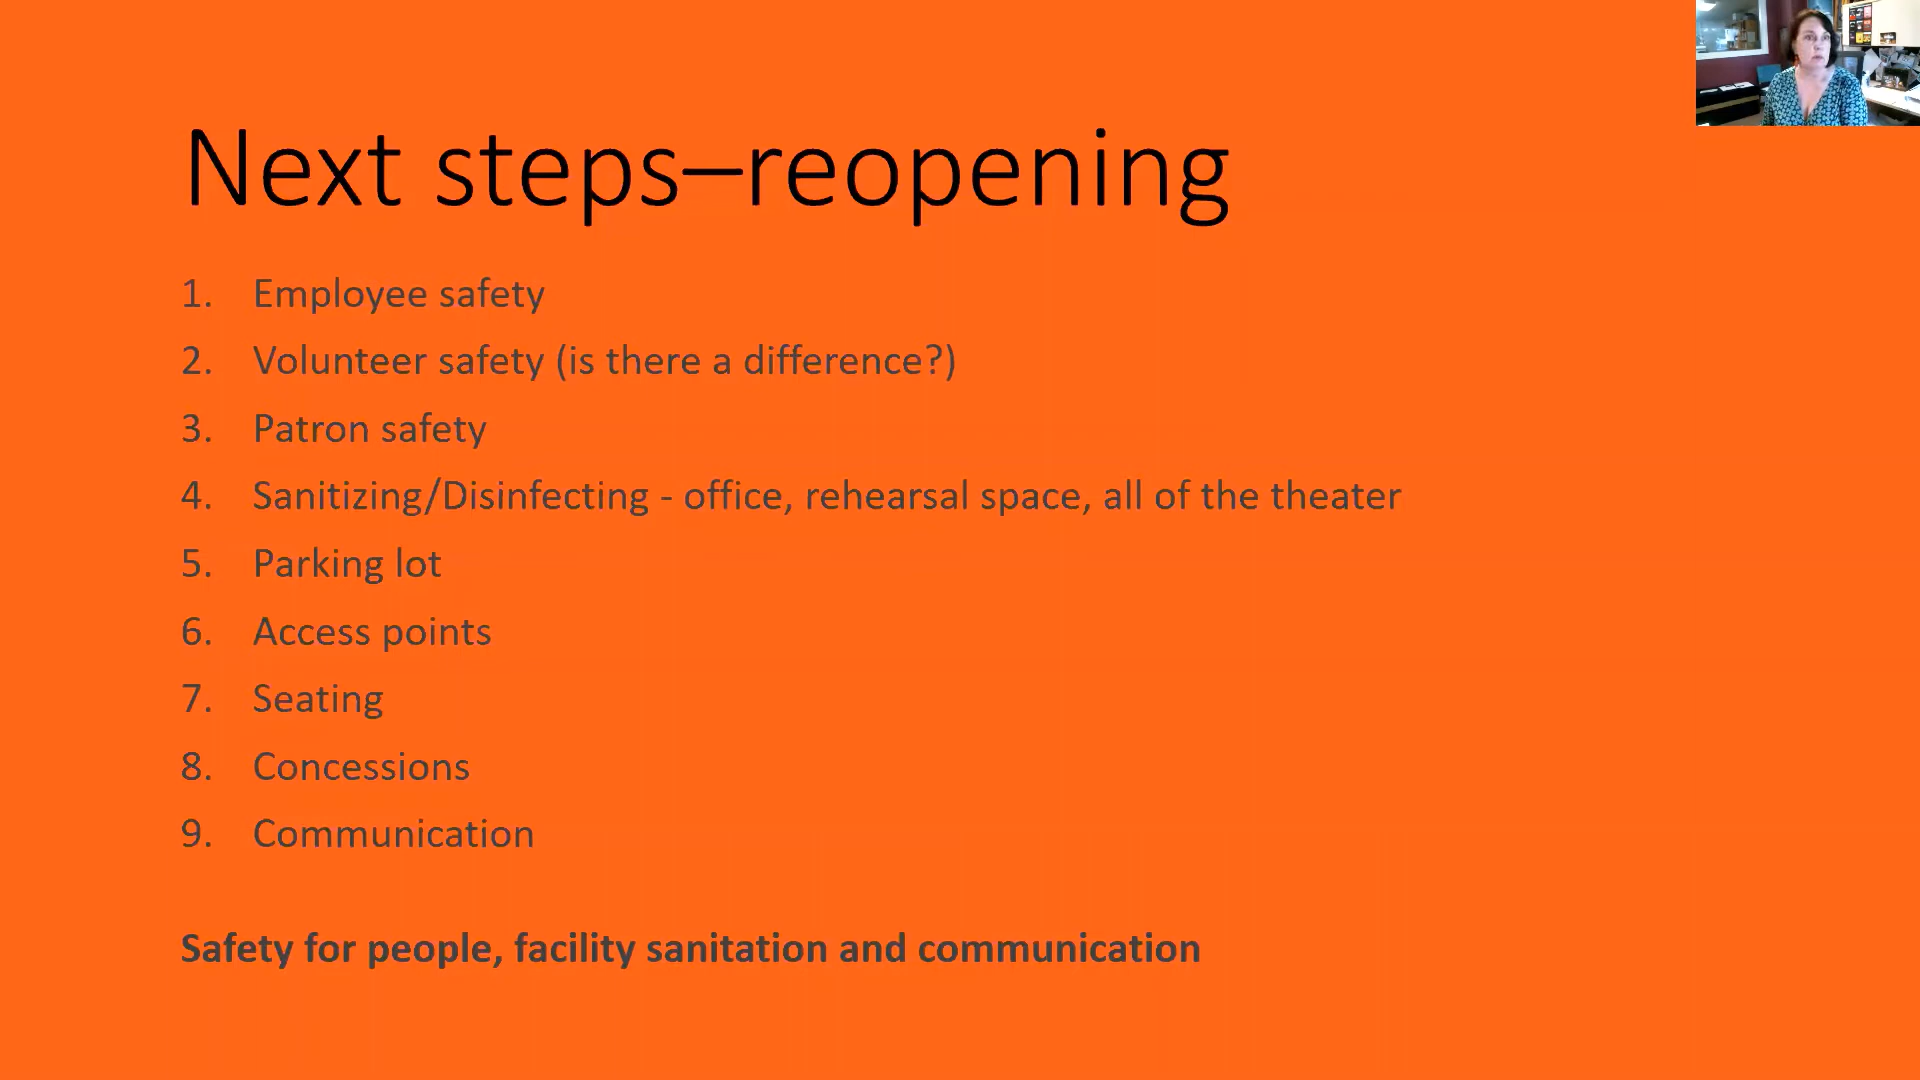 Next steps–reopening
1. Employee safety
2. Volunteer safety (is there a difference?)
3. Patron safety
4. Sanitizing/Disinfecting - office, rehearsal space, all of the theater
5. Parking lot
6. Access points
7. Seating
8. Concessions
9. Communication
Safety for people, facility sanitation and communication